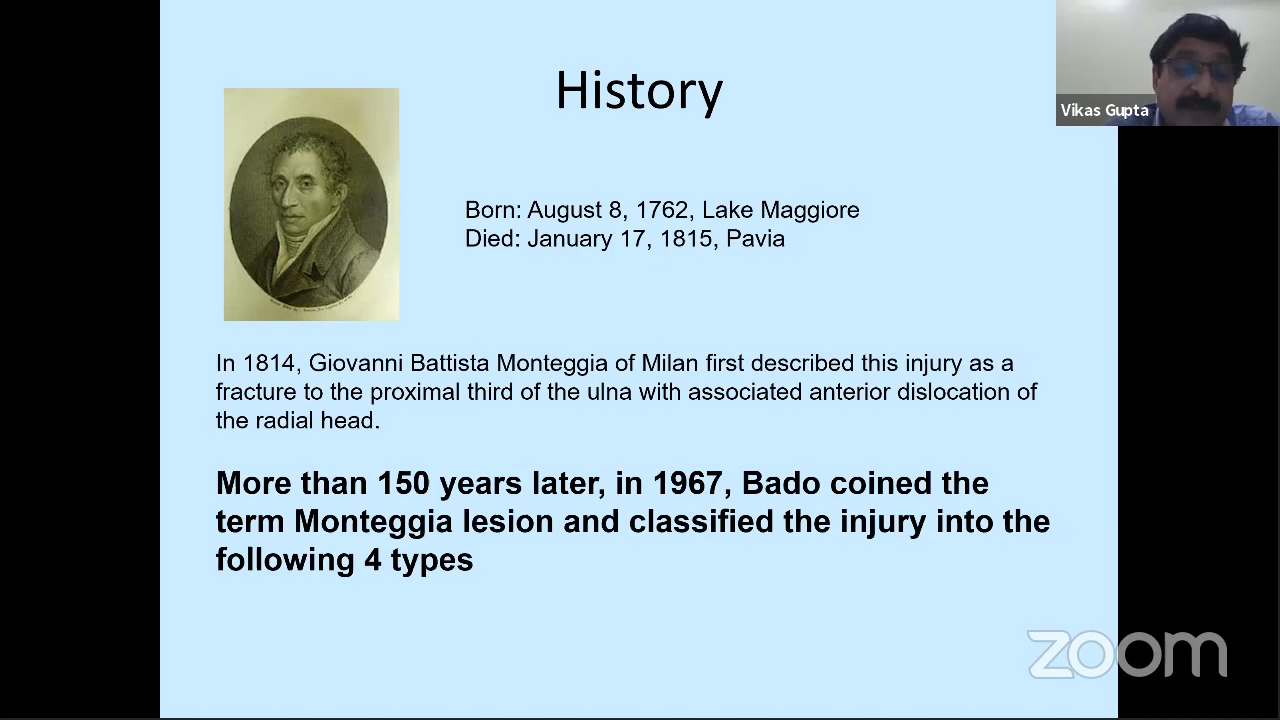 History
Vikas Gupta
Born: August 8, 1762, Lake Maggiore
Died: January 17, 1815, Pavia
In 1814, Giovanni Battista Monteggia of Milan first described this injury as a
fracture to the proximal third of the ulna with associated anterior dislocation of
the radial head.
More than 150 years later, in 1967, Bado coined the
term Monteggia lesion and classified the injury into the
following 4 types
zoom